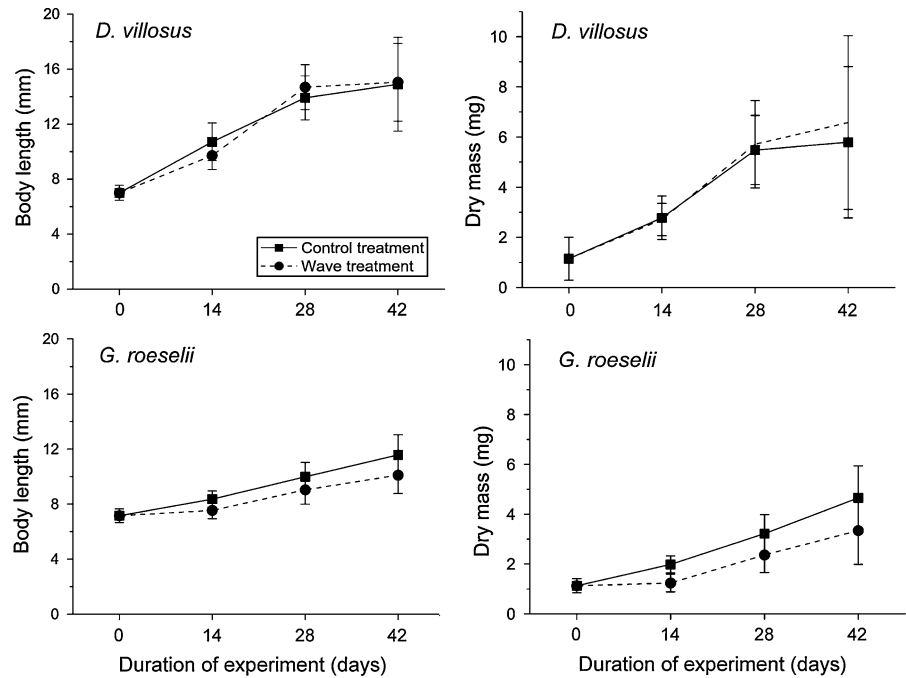 D. villosus
Body length (mm)
20
16
12
8
4
0
0 14 28 42
Control treatment
Wave treatment
D. villosus
Dry mass (mg)
10
8
6
4
2
0
0 14 28 42
G. roeselii
Body length (mm)
20
16
12
8
4
0
0 14 28 42
Duration of experiment (days)
G. roeselii
Dry mass (mg)
10
8
6
4
2
0
0 14 28 42
Duration of experiment (days)